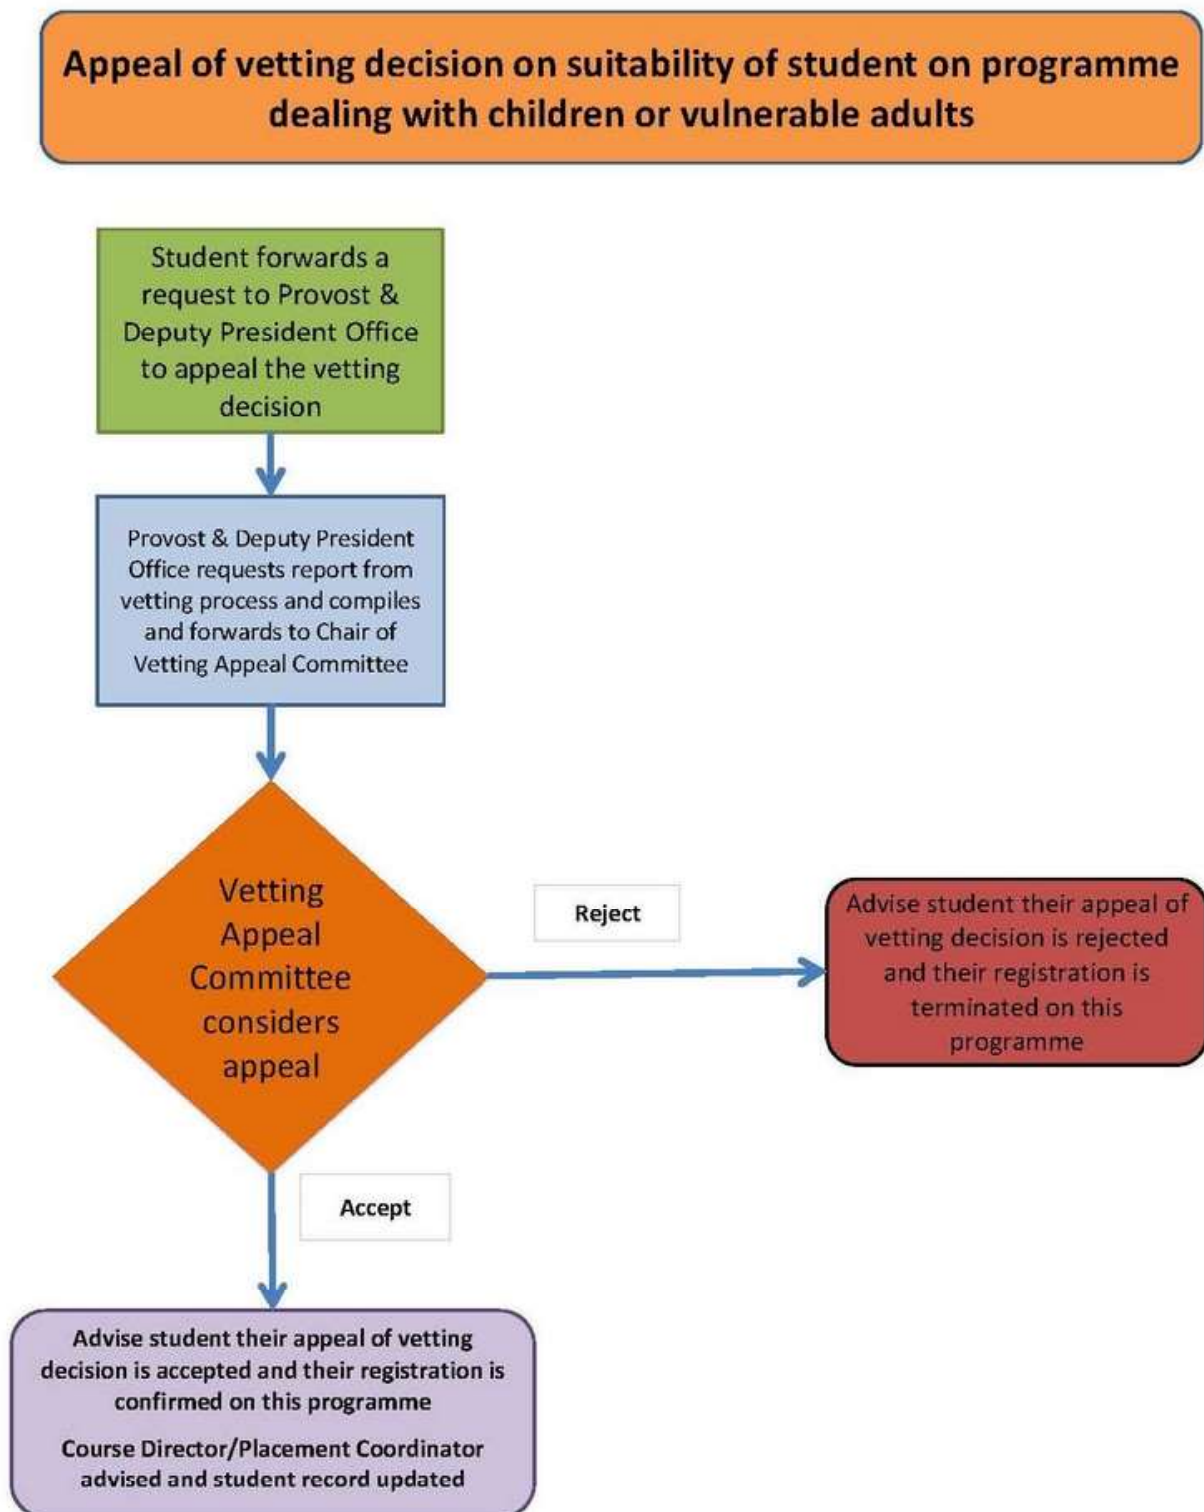 Appeal of vetting decision on suitability of student on programme
dealing with children or vulnerable adults
Student forwards a
request to Provost &
Deputy President Office
to appeal the vetting
decision
Provost & Deputy President
Office requests report from
vetting process and compiles
and forwards to Chair of
Vetting Appeal Committee
Vetting
Appeal
Committee
considers
appeal
Reject
Advise student their appeal of
vetting decision is rejected
and their registration is
terminated on this
programme
Accept
Advise student their appeal of vetting
decision is accepted and their registration is
confirmed on this programme
Course Director/Placement Coordinator
advised and student record updated